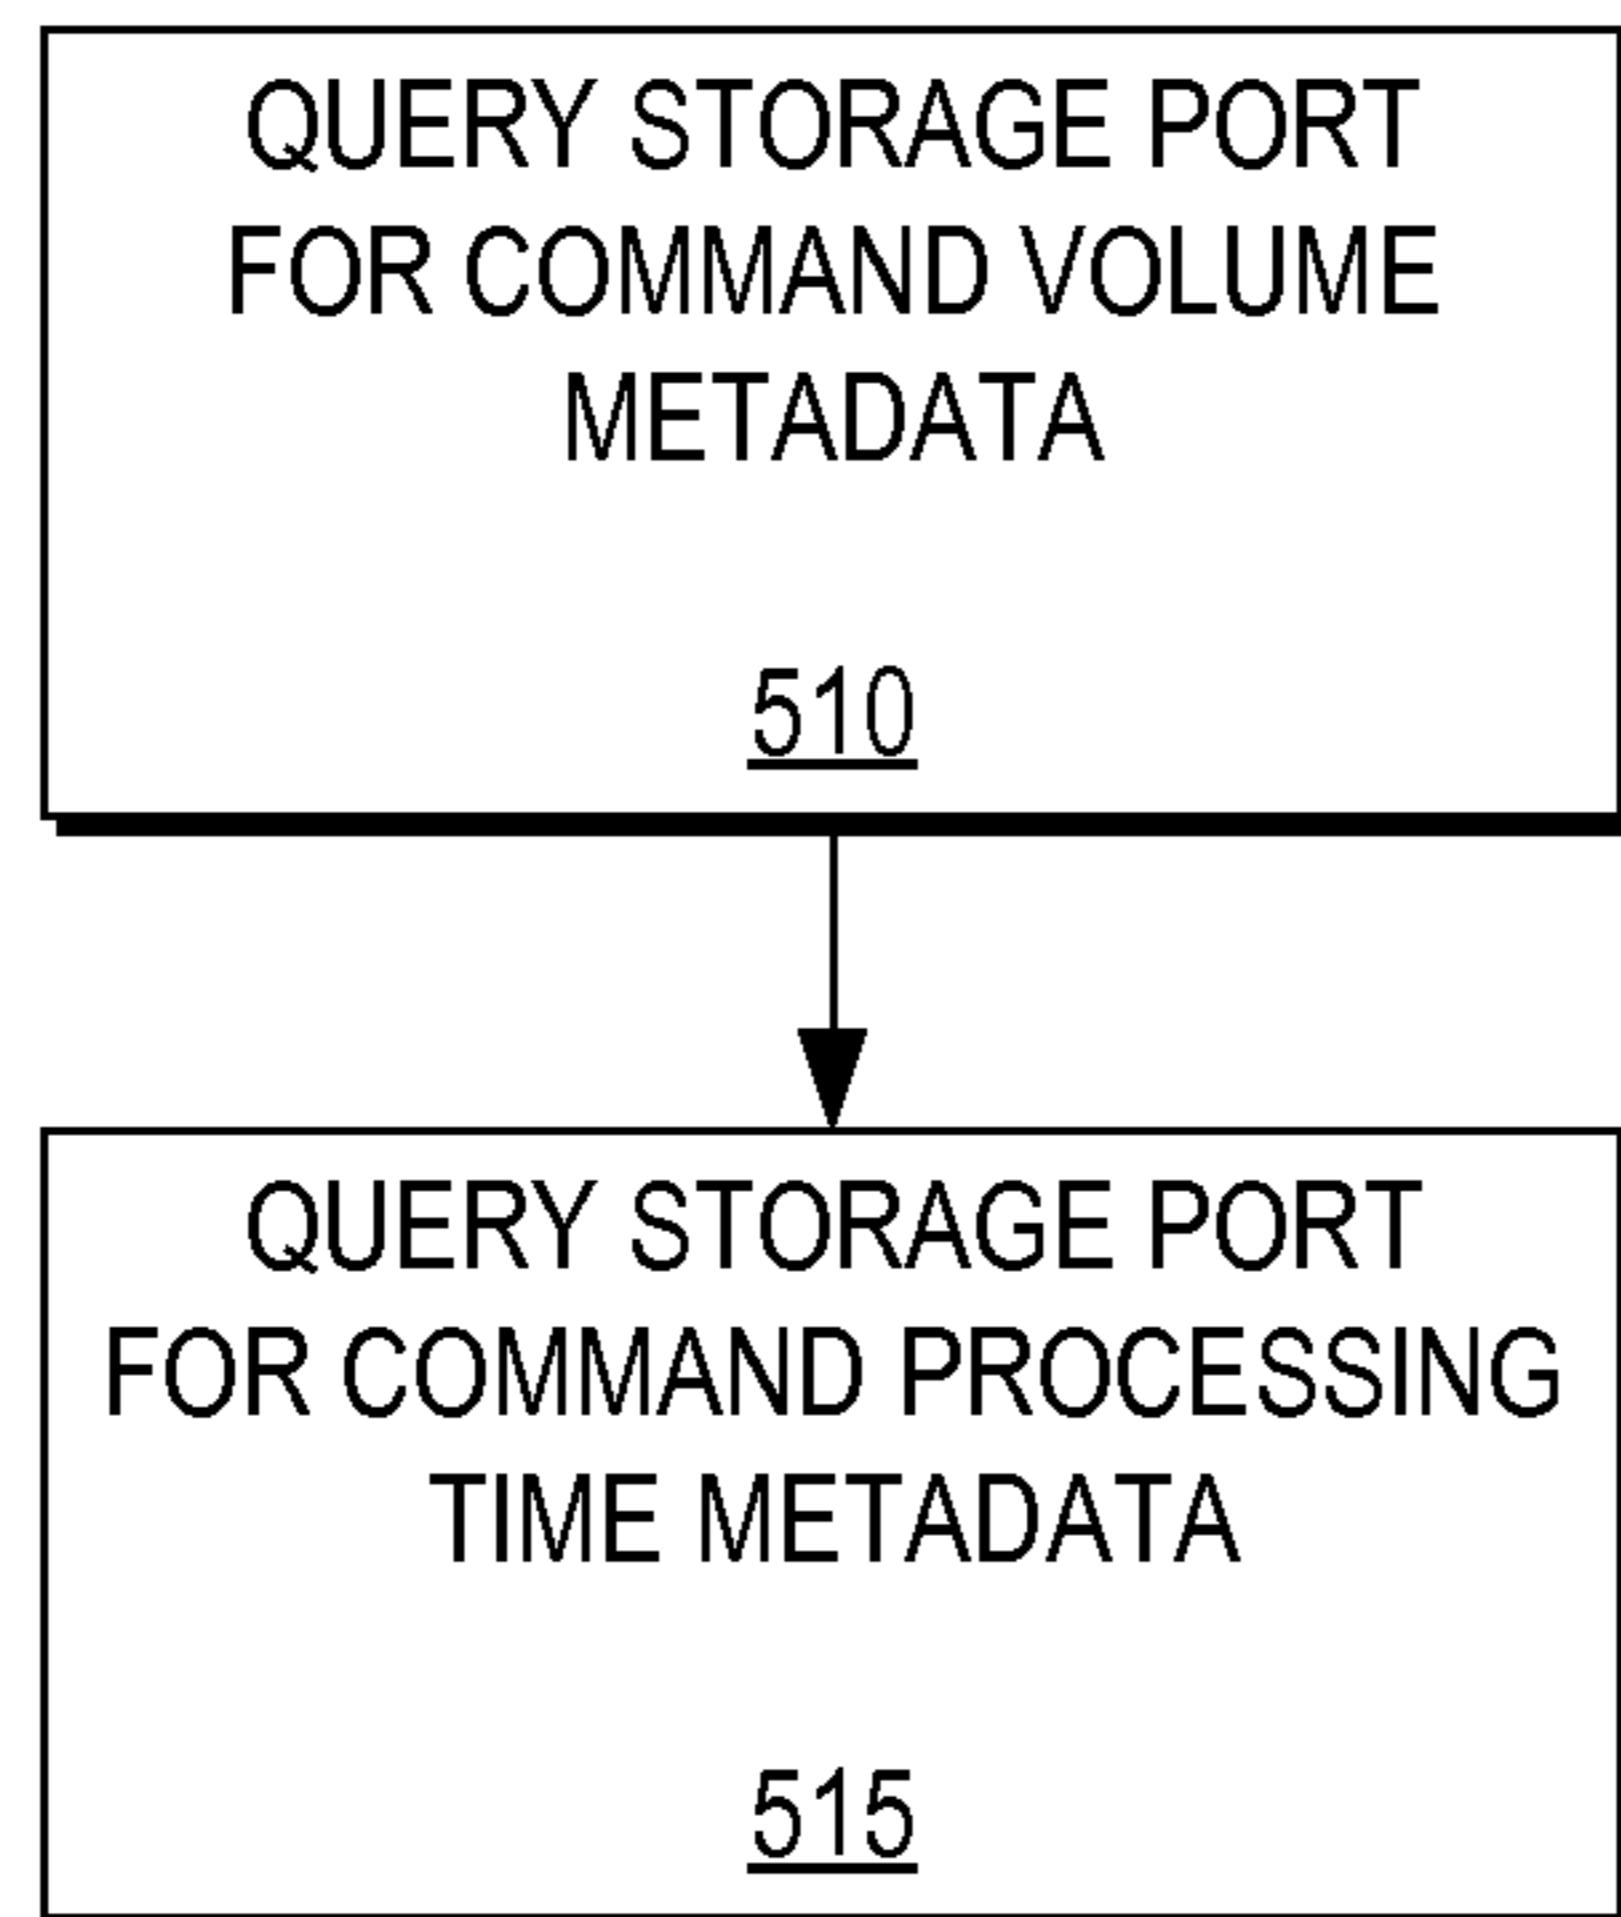 QUERY STORAGE PORT
FOR COMMAND VOLUME
METADATA
510
QUERY STORAGE PORT
FOR COMMAND PROCESSING
TIME METADATA
515